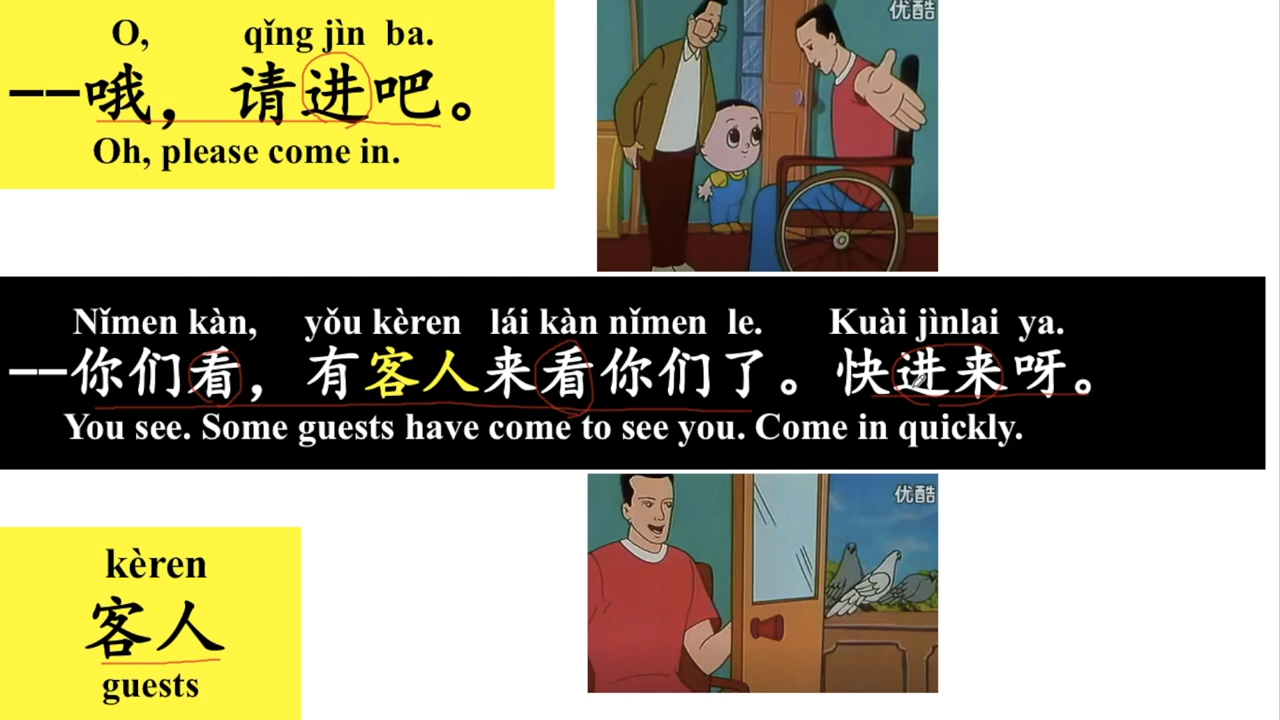 O, qǐng jìn ba.
——哦，请进吧。
Oh, please come in.
优酷
Nǐmen kàn, yǒu kèren lái kàn nǐmen le. Kuài jìnlai ya.
——你们看，有客人来看你们了。快进来呀。
You see. Some guests have come to see you. Come in quickly.
优酷
kèren
客人
guests